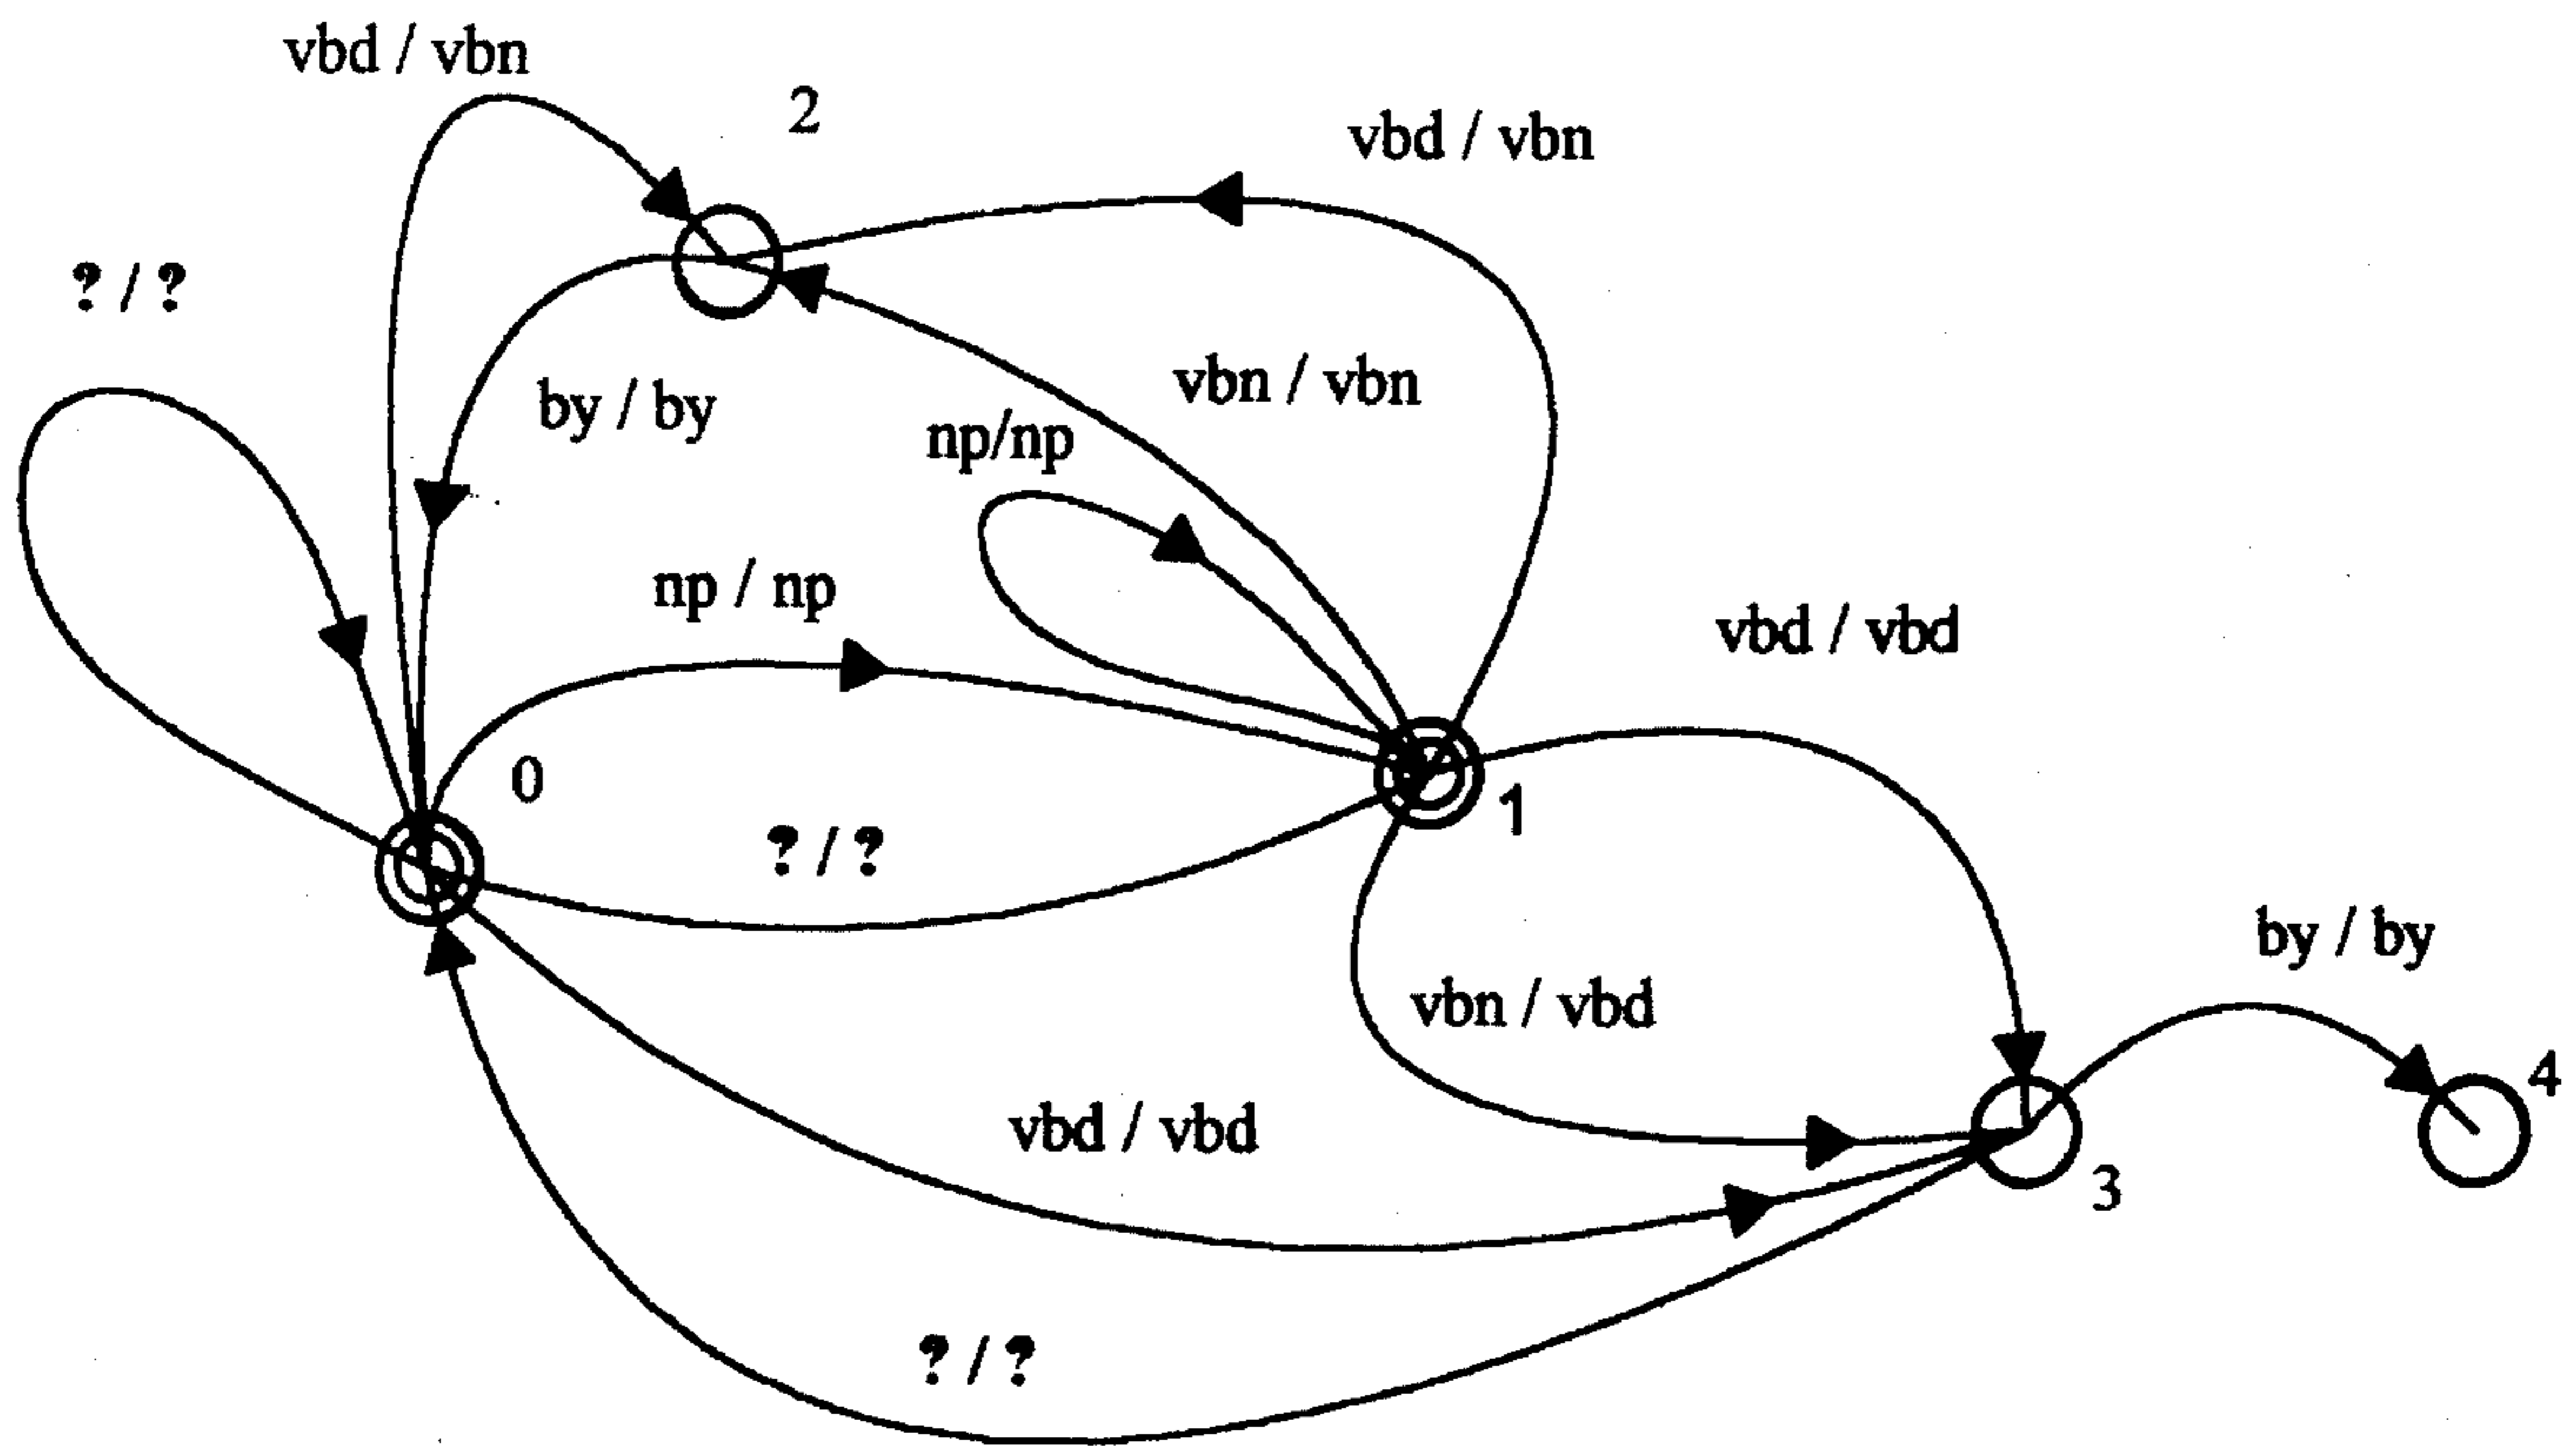 vbd / vbn
2
vbd / vbn
? / ?
vbn / vbn
by / by
np/np
np / np
vbd / vbd
0
1
? / ?
by / by
vbn / vbd
4
vbd / vbd
3
? / ?